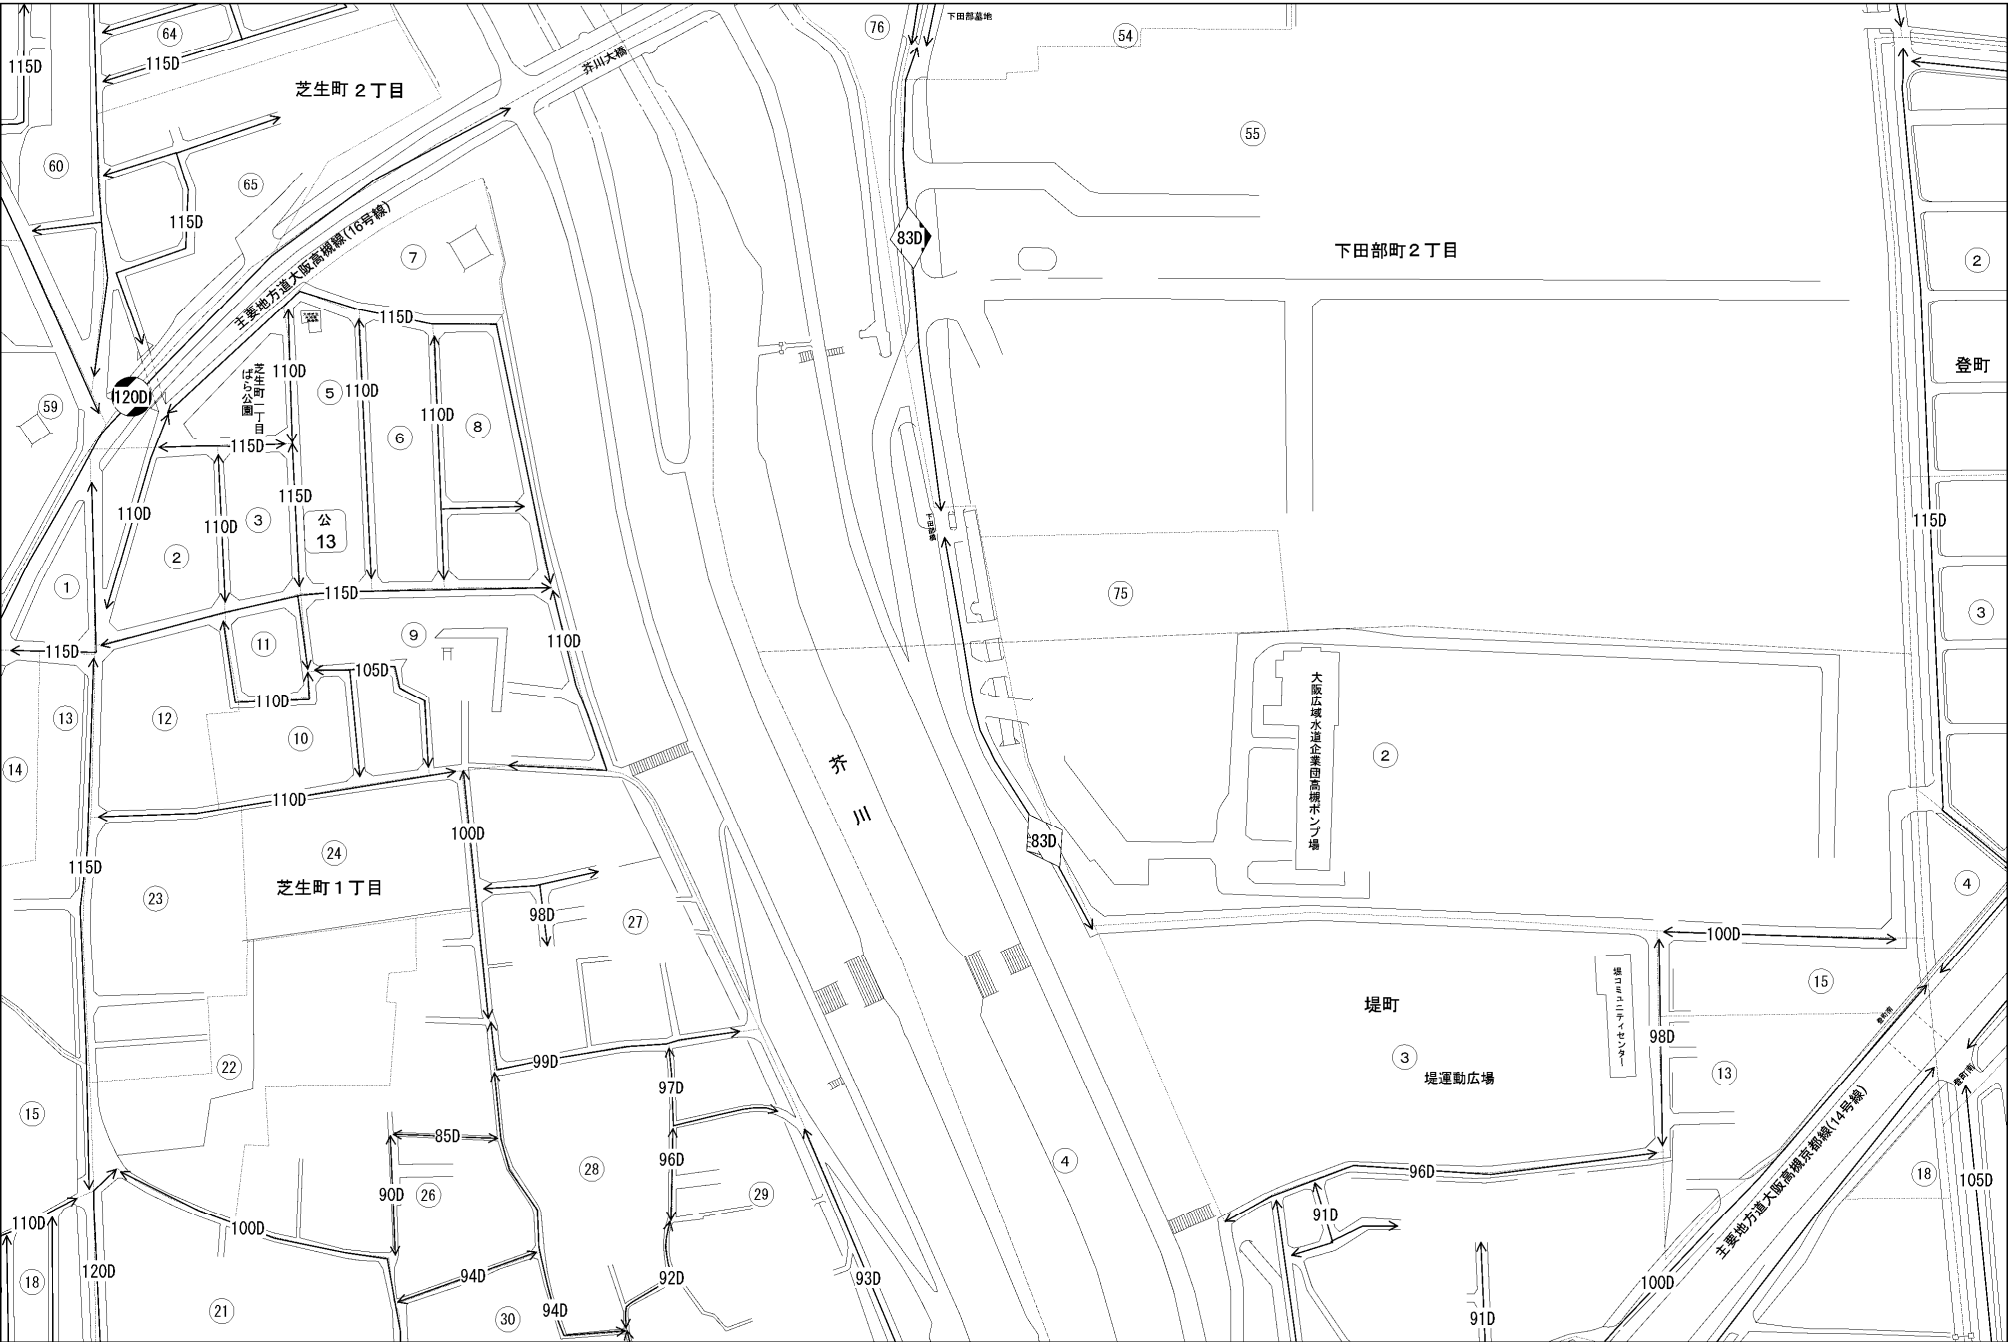 下田部墓地
76
54
64
115D
115D
芥川大橋
芝生町2丁目
55
60
65
115D
主要地方道大阪高槻線(16号線)
83D
7
下田部町2丁目
2
115D
110D
芝生町一丁目
ばら公園
5
110D
登町
120D
59
110D
6
8
115D
115D
110D
110D
3
公
13
下田部橋
115D
2
1
115D
75
3
11
9
110D
115D
105D
110D
大阪広域水道企業団高槻ポンプ場
13
12
10
14
芥
川
2
110D
100D
83D
115D
24
芝生町1丁目
4
23
98D
27
100D
15
堤コミュニティセンター
堤町
登町南
98D
99D
22
97D
3
堤運動広場
13
登町南
15
85D
96D
28
4
主要地方道大阪高槻京都線(14号線)
96D
18
105D
90D
26
29
91D
110D
100D
120D
94D
92D
93D
18
100D
21
94D
30
91D